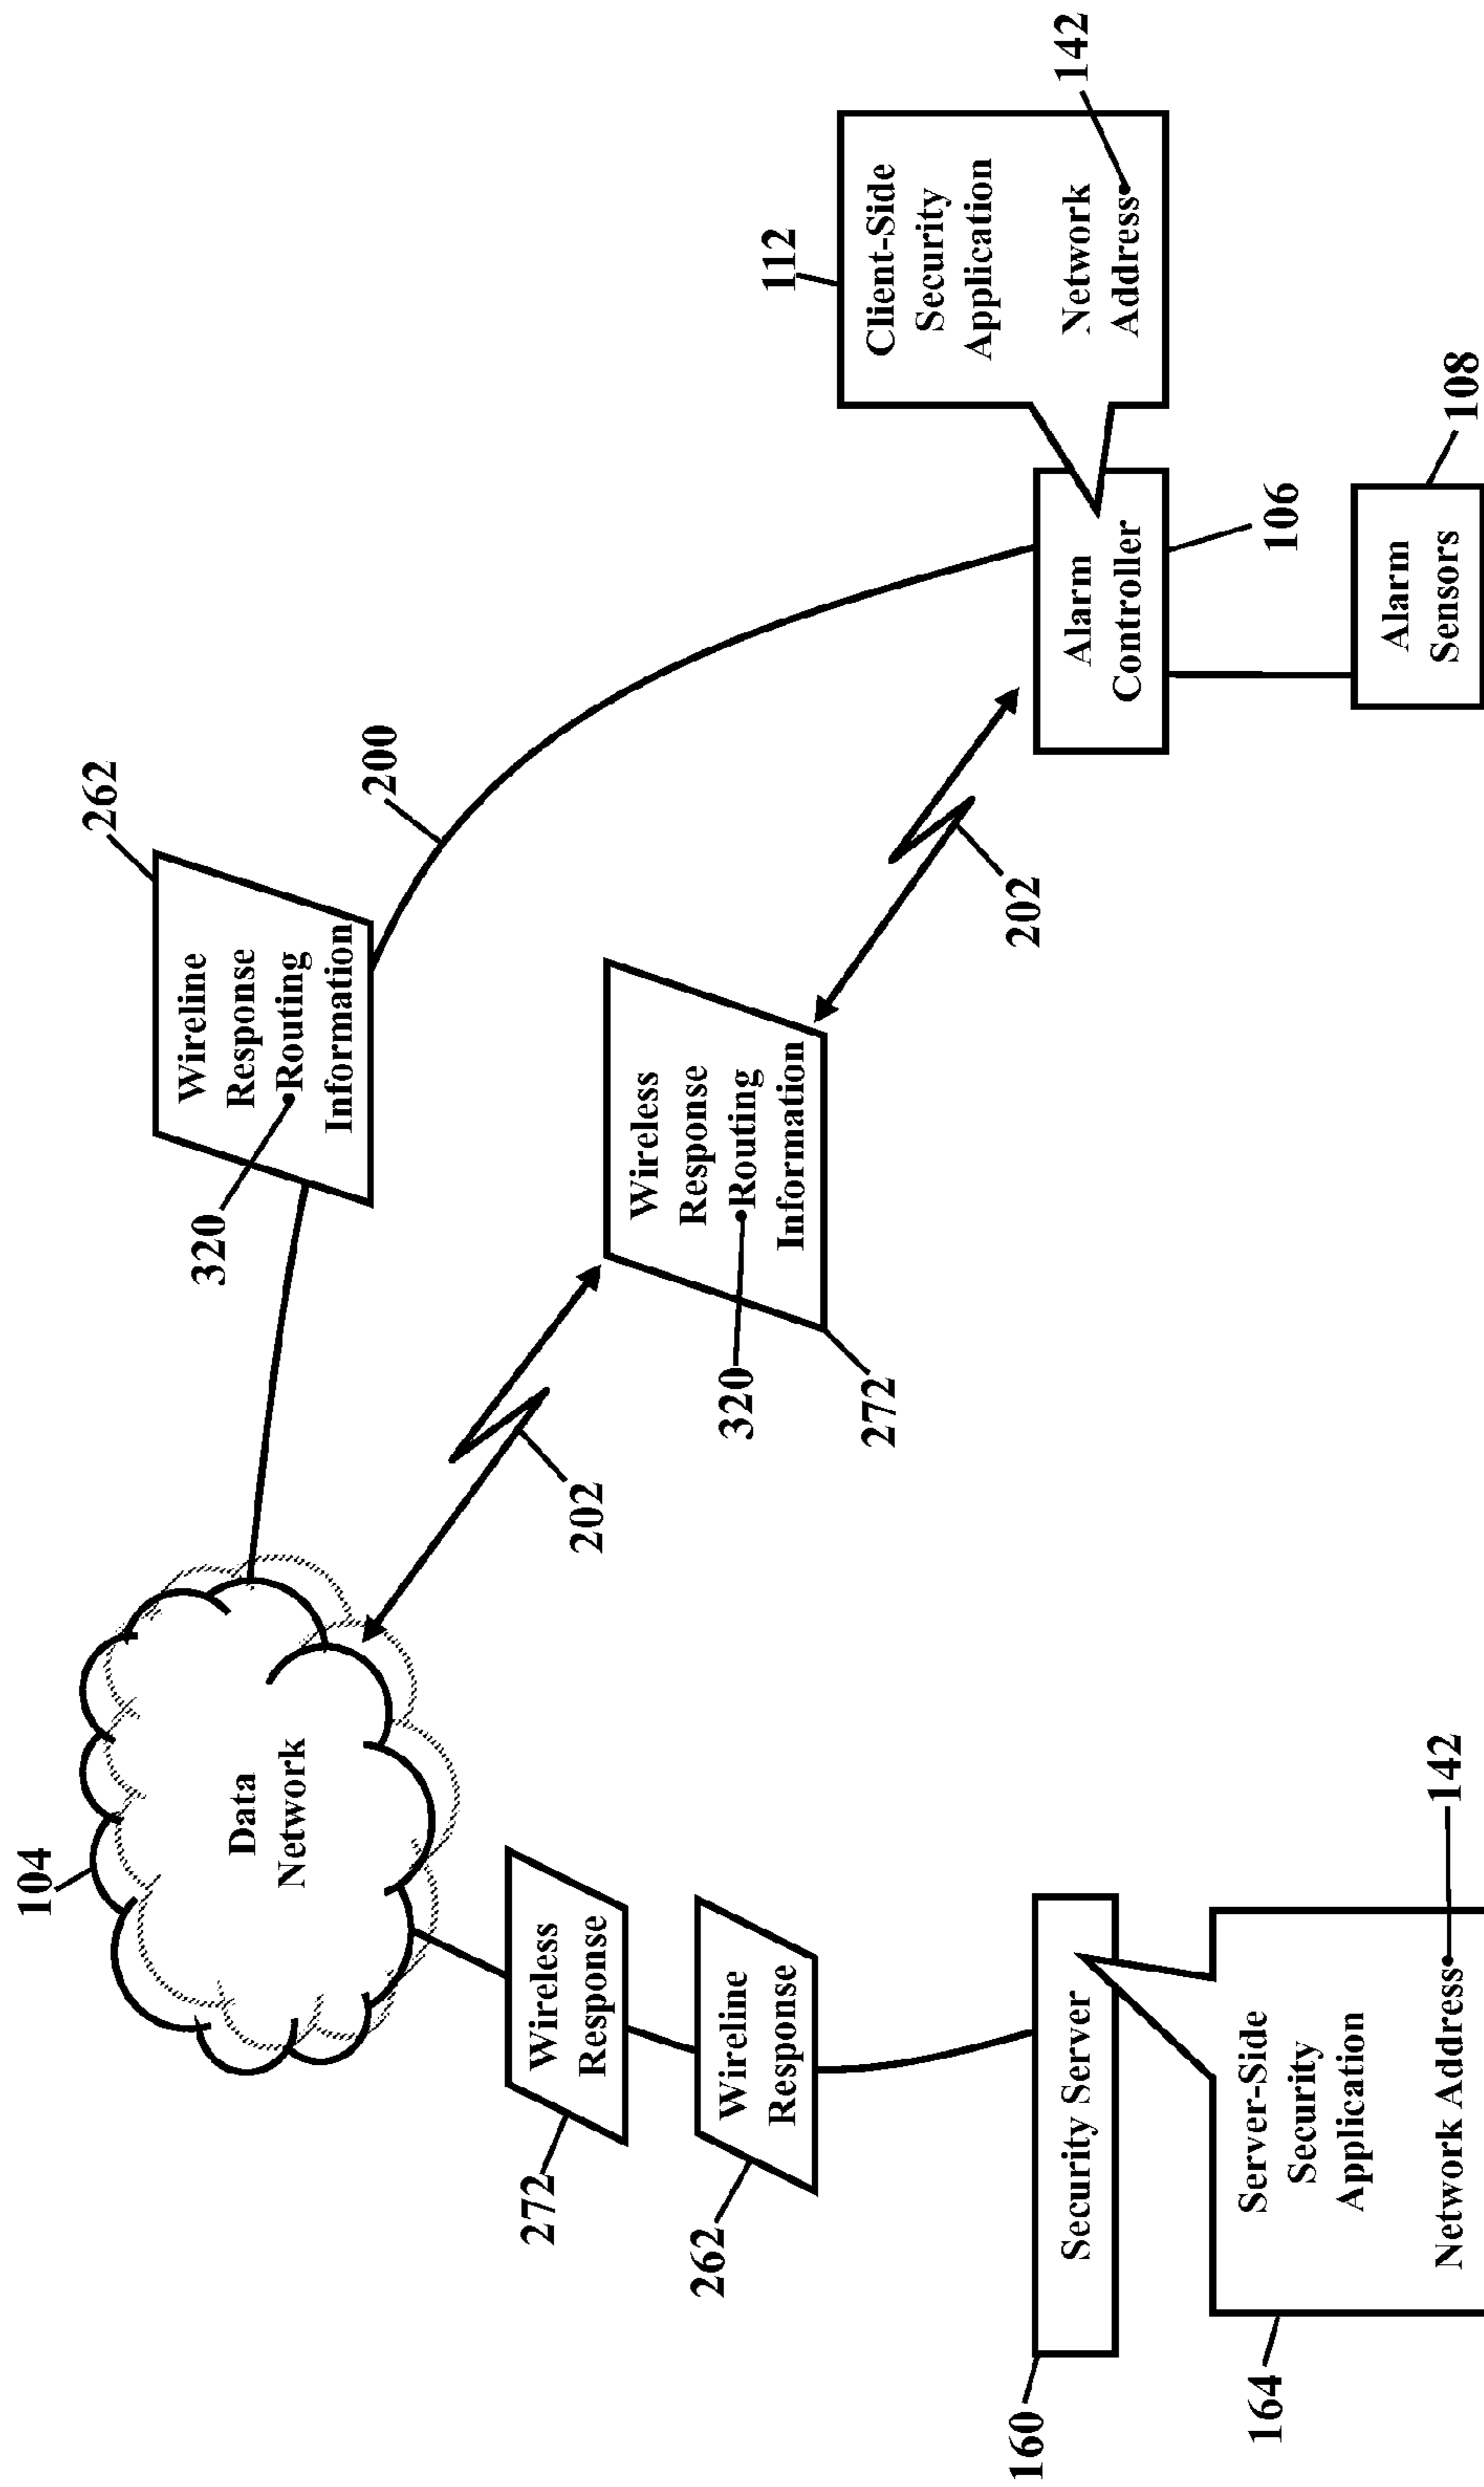 104
Data
Network
262
Wireline
Response
Routing
Information
320
200
Wireless
Response
272
202
Wireless
Response
Routing
Information
320
272
202
Wireline
Response
262
112
Client-Side
Security
Application
Network
Address
142
160
Security Server
Alarm
Controller
106
164
Server-Side
Security
Application
Network Address
142
Alarm
Sensors
108